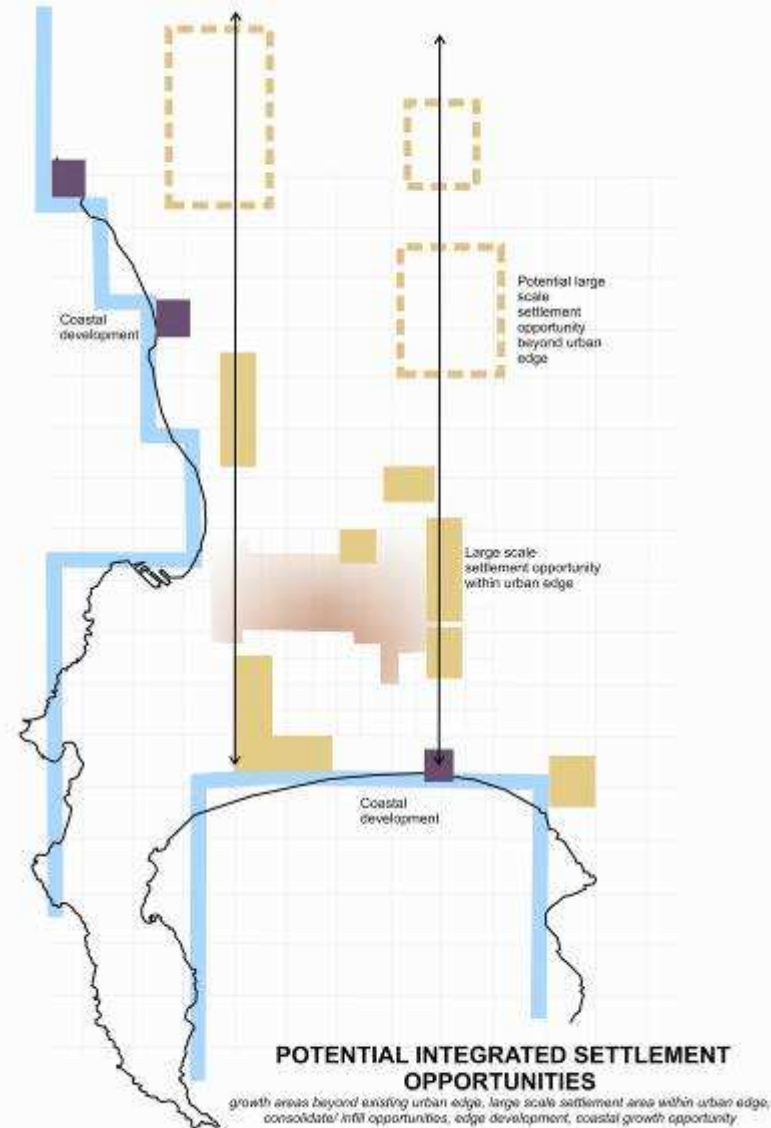 Potential large
scale
settlement
opportunity
beyond urban
edge
Coastal
development
Large scale
settlement opportunity
within urban edge
Coastal
development
POTENTIAL INTEGRATED SETTLEMENT
OPPORTUNITIES
growth areas beyond existing urban edge, large scale settlement area within urban edge,
consolidate/ infill opportunities, edge development, coastal growth opportunity